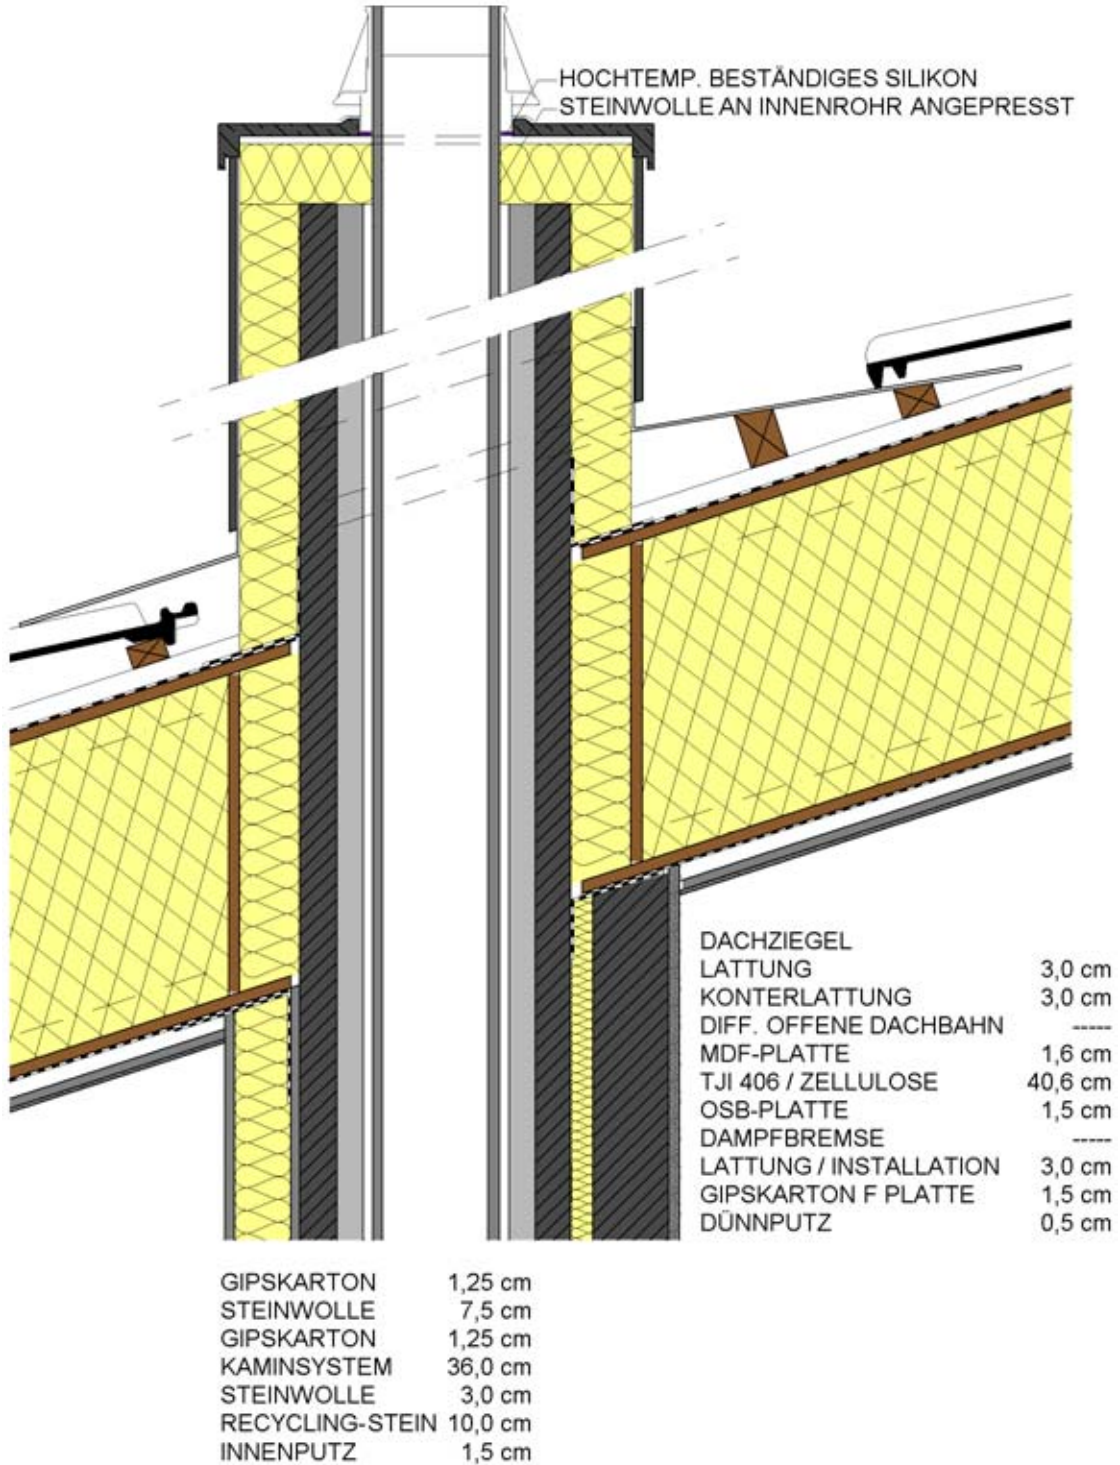 HOCHTEMP. BESTÄNDIGES SILIKON
STEINWOLLE AN INNENROHR ANGEPRESST
DACHZIEGEL
LATTUNG 3,0 cm
KONTERLATTUNG 3,0 cm
DIFF. OFFENE DACHBAHN -----
MDF-PLATTE 1,6 cm
TJI 406 / ZELLULOSE 40,6 cm
OSB-PLATTE 1,5 cm
DAMPFBREMSE -----
LATTUNG / INSTALLATION 3,0 cm
GIPSKARTON F PLATTE 1,5 cm
DÜNNPUTZ 0,5 cm
GIPSKARTON 1,25 cm
STEINWOLLE 7,5 cm
GIPSKARTON 1,25 cm
KAMINSYSTEM 36,0 cm
STEINWOLLE 3,0 cm
RECYCLING-STEIN 10,0 cm
INNENPUTZ 1,5 cm